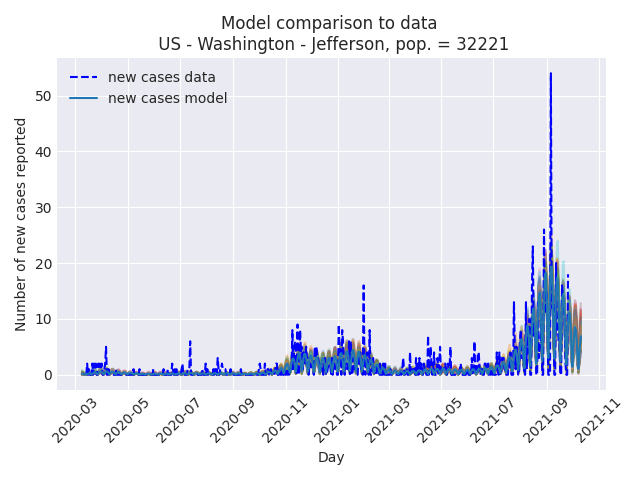 Model comparison to data
US - Washington - Jefferson, pop. = 32221
new cases data
new cases model
Number of new cases reported
50
40
30
20
10
0
2020-03
2020-05
2020-07
2020-09
2020-11
2021-01
2021-03
2021-05
2021-07
2021-09
2021-11
Day